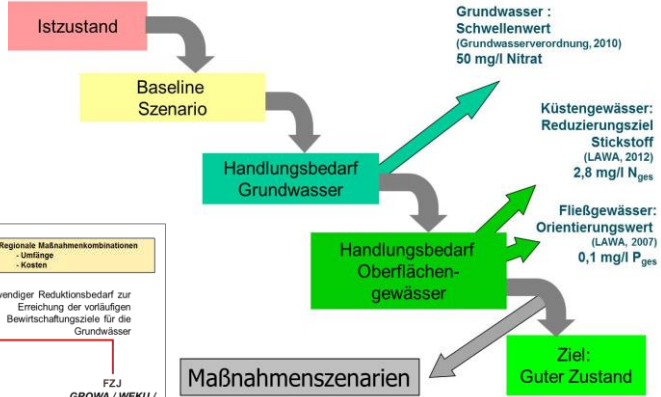 Istzustand
Baseline
Szenario
Handlungsbedarf
Grundwasser
Handlungsbedarf
Oberflächen-
gewässer
Ziel:
Guter Zustand
Maßnahmenszenarien
Grundwasser :
Schwellenwert
(Grundwasserverordnung, 2010)
50 mg/l Nitrat
Küstengewässer:
Reduzierungsziel
Stickstoff
(LAWA, 2012)
2,8 mg/l Nges
Fließgewässer:
Orientierungswert
(LAWA, 2007)
0,1 mg/l Pges
Regionale Maßnahmenkombinationen
- Umfänge
- Kosten
wendiger Reduktionsbedarf zur
Erreichung der vorläufigen
Bewirtschaftungsziele für die
Grundwässer
FZJ
GROWA / WEKU /